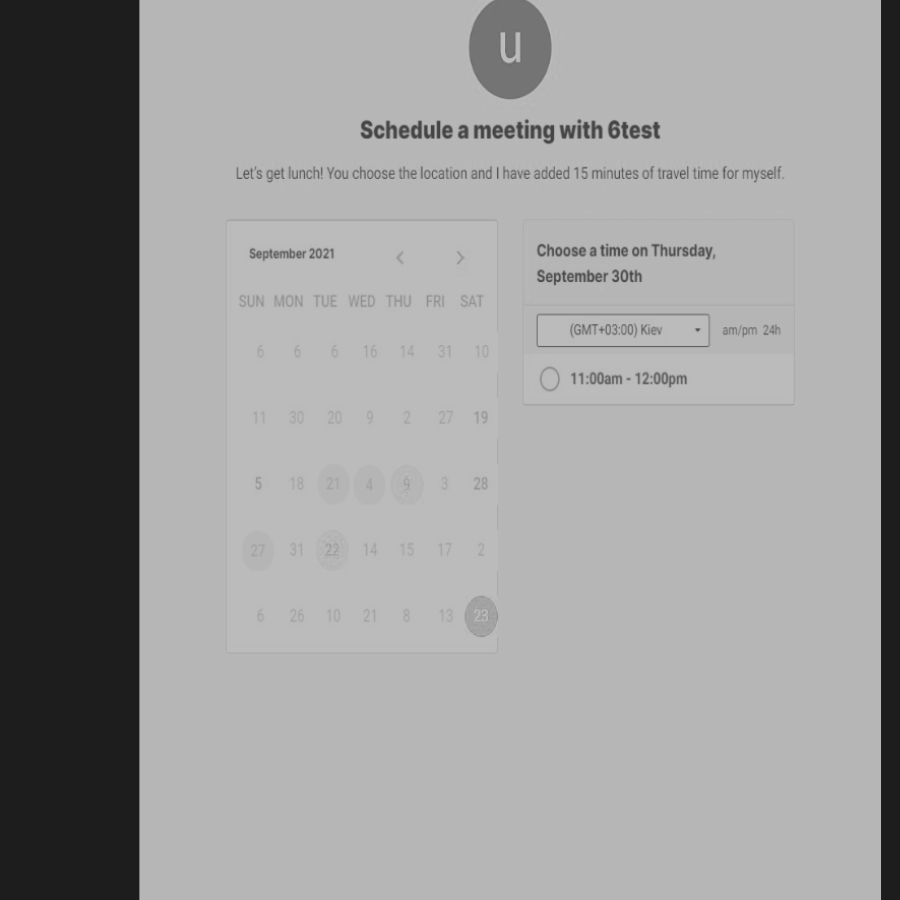 u
Schedule a meeting with 6test
Let's get lunch! You choose the location and I have added 15 minutes of travel time for myself.
September 2021
SUN MON TUE WED THU FRI SAT
6 6 6 16 14 31 10
11 30 20 9 2 27 19
5 18 21 4 9 3 28
27 31 22 14 15 17 2
6 26 10 21 8 13 23
Choose a time on Thursday,
September 30th
(GMT+03:00) Kiev
am/pm 24h
11:00am - 12:00pm